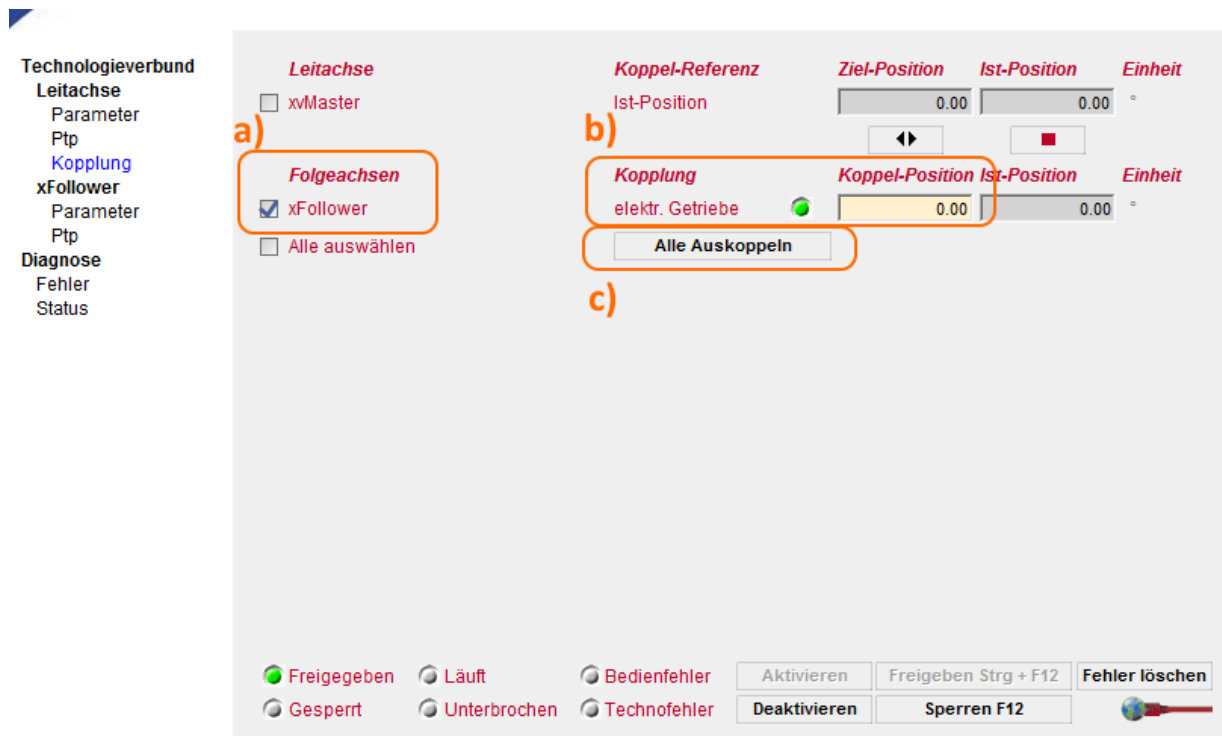 Technologieverbund
Leitachse
Parameter
Ptp
Kopplung
xFollower
Parameter
Ptp
Diagnose
Fehler
Status
Leitachse Koppel-Referenz Ziel-Position Ist-Position Einheit
xvMaster Ist-Position 0.00 0.00 °
a) b)
Folgeachsen Kopplung Koppel-Position Ist-Position Einheit
xFollower elektr. Getriebe 0.00 0.00 °
Alle auswählen Alle Auskoppeln
c)
Freigegeben Läuft Bedienfehler Aktivieren Freigeben Strg + F12 Fehler löschen
Gesperrt Unterbrochen Technofehler Deaktivieren Sperren F12